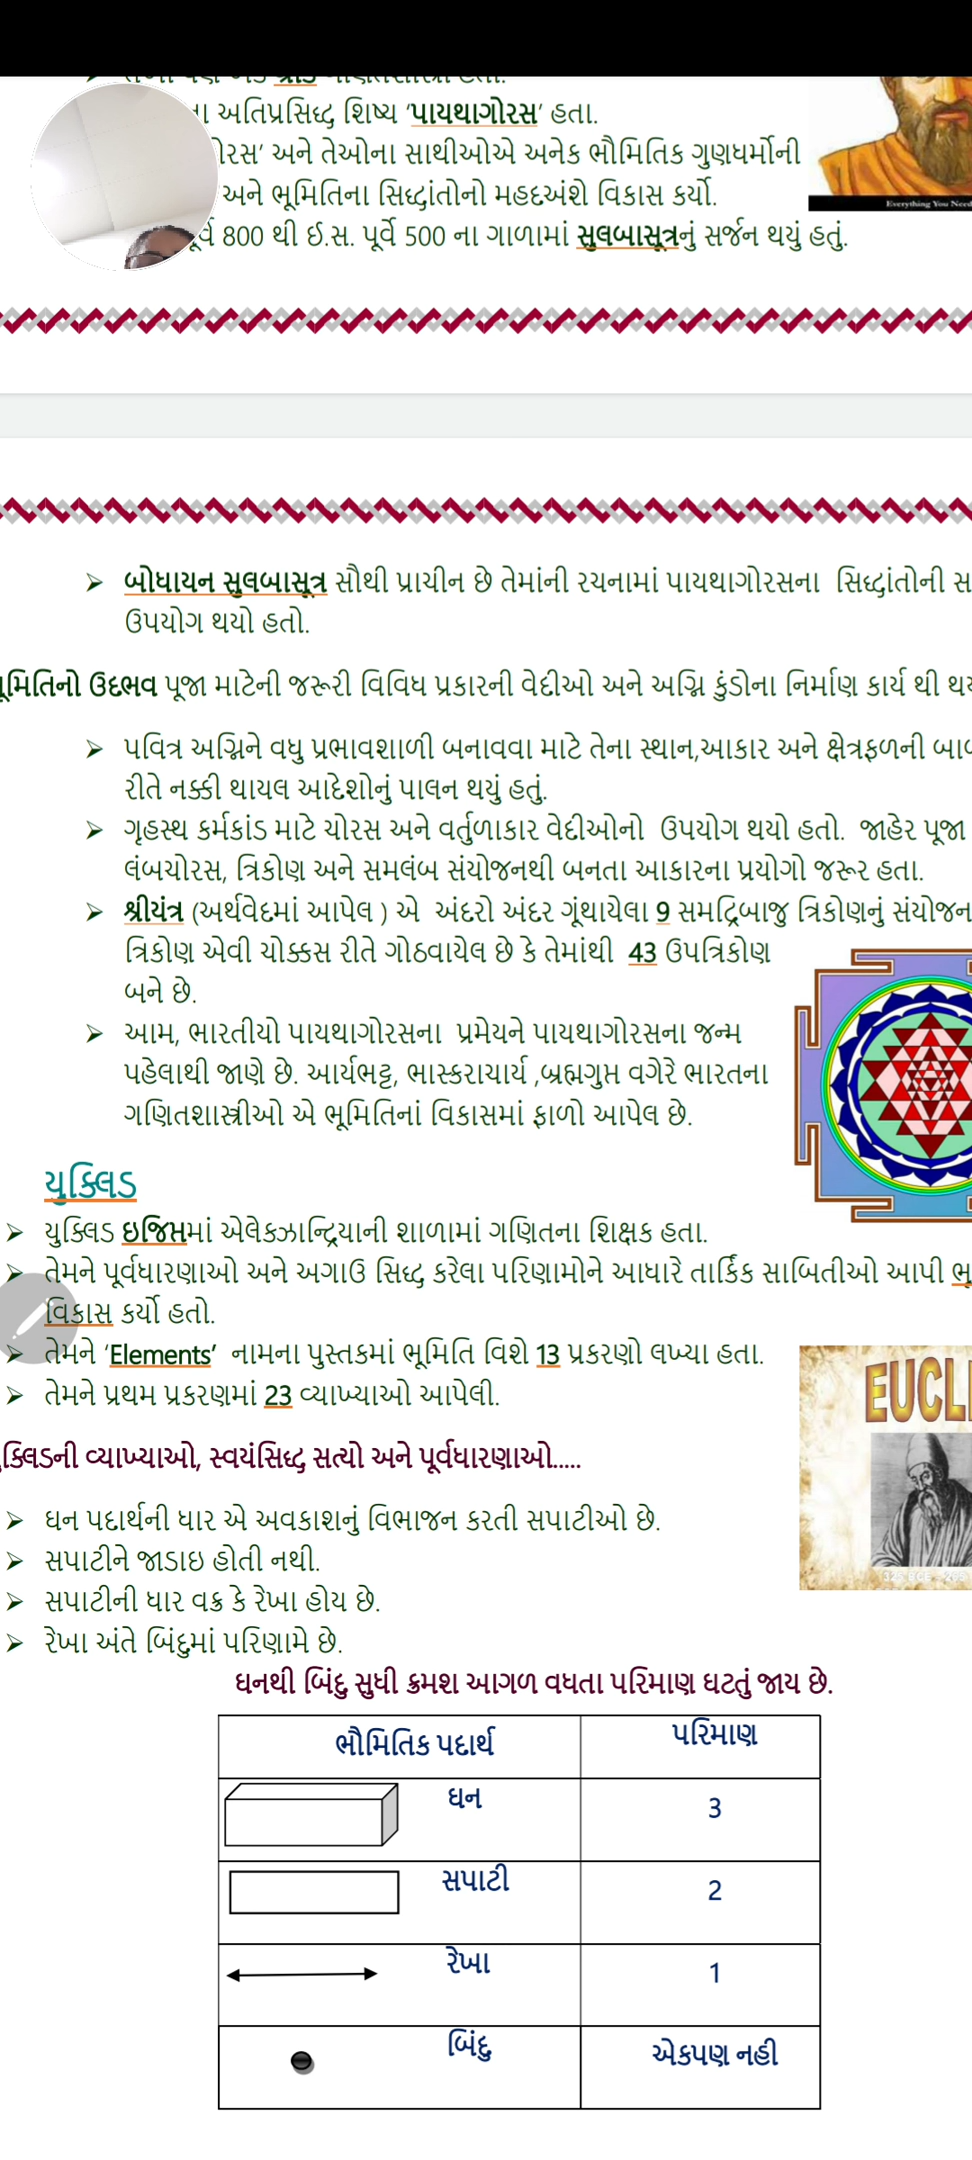 અતિપ્રસિદ્ધ શિષ્ય ‘પાયથાગોરસ’ હતા.
અને તેઓના સાથીઓએ અનેક ભૌમિતિક ગુણધર્મોની
અને ભૂમિતિના સિદ્ધાંતોનો મહદઅંશે વિકાસ કર્યો.
800 થી ઈ.સ. પૂર્વે 500 ના ગાળામાં સુલબાસૂત્રનું સર્જન થયું હતું.
Everything You Need
➢ બોધાયન સુલબાસૂત્ર સૌથી પ્રાચીન છે તેમાંની રચનામાં પાયથાગોરસના સિદ્ધાંતોની
ઉપયોગ થયો હતો.
ઉદભવ પૂજા માટેની જરૂરી વિવિધ પ્રકારની વેદીઓ અને અગ્નિ કુંડોના નિર્માણ કાર્ય થી
➢ પવિત્ર અગ્નિને વધુ પ્રભાવશાળી બનાવવા માટે તેના સ્થાન,આકાર અને ક્ષેત્રફળની
રીતે નક્કી થાયલ આદેશોનું પાલન થયું હતું.
➢ ગૃહસ્થ કર્મકાંડ માટે ચોરસ અને વર્તુળાકાર વેદીઓનો ઉપયોગ થયો હતો. જાહેર પૂજા
લંબચોરસ, ત્રિકોણ અને સમલંબ સંયોજનથી બનતા આકારના પ્રયોગો જરૂર હતા.
➢ શ્રીયંત્ર (અર્થવેદમાં આપેલ ) એ અંદરો અંદર ગૂંથાયેલા 9 સમદ્વિબાજુ ત્રિકોણનું સંયોજન
ત્રિકોણ એવી ચોક્કસ રીતે ગોઠવાયેલ છે કે તેમાંથી 43 ઉપત્રિકોણ
બને છે.
➢ આમ, ભારતીયો પાયથાગોરસના પ્રમેયને પાયથાગોરસના જન્મ
પહેલાથી જાણે છે. આર્યભટ્ટ, ભાસ્કરાચાર્ય ,બ્રહ્મગુપ્ત વગેરે ભારતના
ગણિતશાસ્ત્રીઓ એ ભૂમિતિનાં વિકાસમાં ફાળો આપેલ છે.
યુક્લિડ
➢ યુક્લિડ ઇજિપ્તમાં એલેકઝાન્દ્રિયાની શાળામાં ગણિતના શિક્ષક હતા.
➢ તેમને પૂર્વધારણાઓ અને અગાઉ સિદ્ધ કરેલા પરિણામોને આધારે તાર્કિક સાબિતીઓ આપી
વિકાસ કર્યો હતો.
➢ તેમને ‘Elements’ નામના પુસ્તકમાં ભૂમિતિ વિશે 13 પ્રકરણો લખ્યા હતા.
➢ તેમને પ્રથમ પ્રકરણમાં 23 વ્યાખ્યાઓ આપેલી.
EUCLI
વ્યાખ્યાઓ, સ્વયંસિદ્ધ સત્યો અને પૂર્વધારણાઓ.....
➢ ઘન પદાર્થની ધાર એ અવકાશનું વિભાજન કરતી સપાટીઓ છે.
➢ સપાટીને જાડાઇ હોતી નથી.
➢ સપાટીની ધાર વક્ર કે રેખા હોય છે.
➢ રેખા અંતે બિંદુમાં પરિણામે છે.
ઘનથી બિંદુ સુધી ક્રમશ આગળ વધતા પરિમાણ ઘટતું જાય છે.
ભૌમિતિક પદાર્થ પરિમાણ
ઘન 3
સપાટી 2
રેખા 1
બિંદુ એકપણ નહી